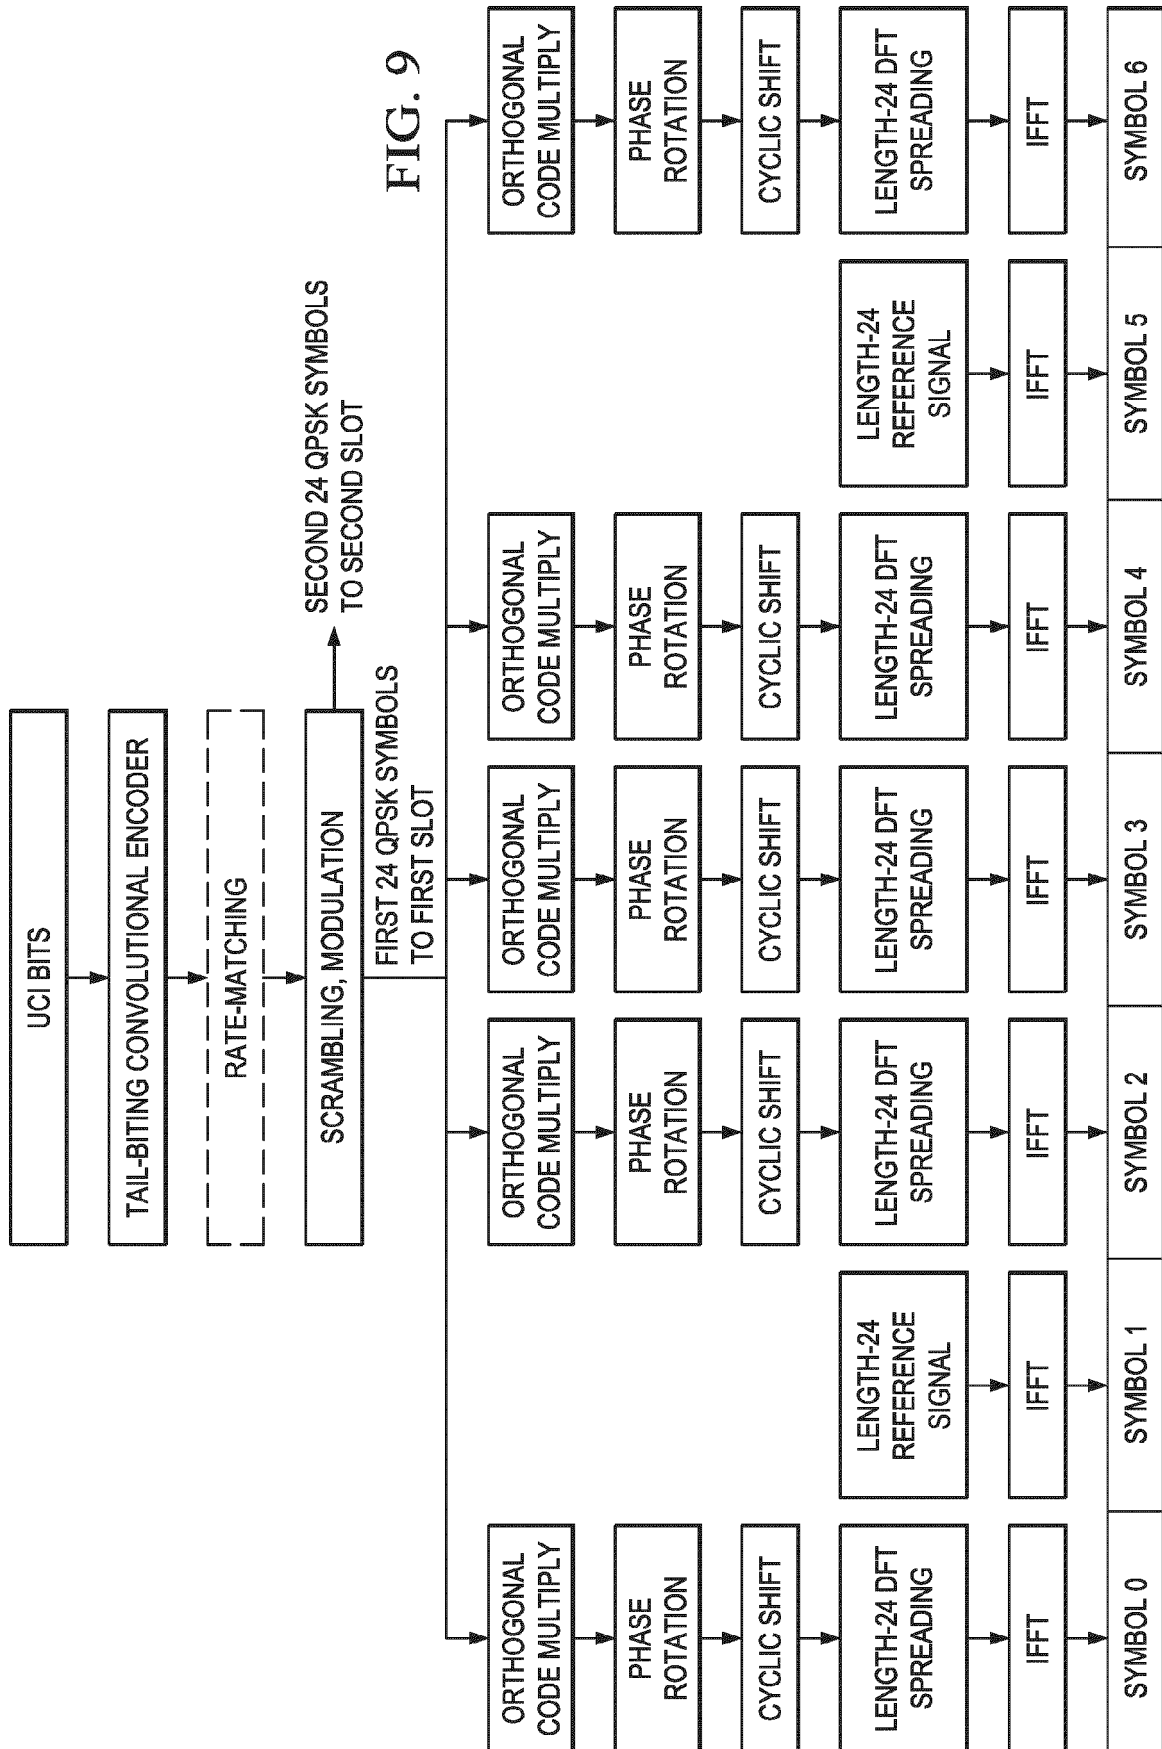 UCI BITS
TAIL-BITING CONVOLUTIONAL ENCODER
RATE-MATCHING
SCRAMBLING, MODULATION
SECOND 24 QPSK SYMBOLS
TO SECOND SLOT
FIRST 24 QPSK SYMBOLS
TO FIRST SLOT
FIG. 9
ORTHOGONAL
CODE MULTIPLY
PHASE
ROTATION
CYCLIC SHIFT
LENGTH-24 DFT
SPREADING
IFFT
SYMBOL 0
LENGTH-24
REFERENCE
SIGNAL
IFFT
SYMBOL 1
ORTHOGONAL
CODE MULTIPLY
PHASE
ROTATION
CYCLIC SHIFT
LENGTH-24 DFT
SPREADING
IFFT
SYMBOL 2
ORTHOGONAL
CODE MULTIPLY
PHASE
ROTATION
CYCLIC SHIFT
LENGTH-24 DFT
SPREADING
IFFT
SYMBOL 3
ORTHOGONAL
CODE MULTIPLY
PHASE
ROTATION
CYCLIC SHIFT
LENGTH-24 DFT
SPREADING
IFFT
SYMBOL 4
LENGTH-24
REFERENCE
SIGNAL
IFFT
SYMBOL 5
ORTHOGONAL
CODE MULTIPLY
PHASE
ROTATION
CYCLIC SHIFT
LENGTH-24 DFT
SPREADING
IFFT
SYMBOL 6